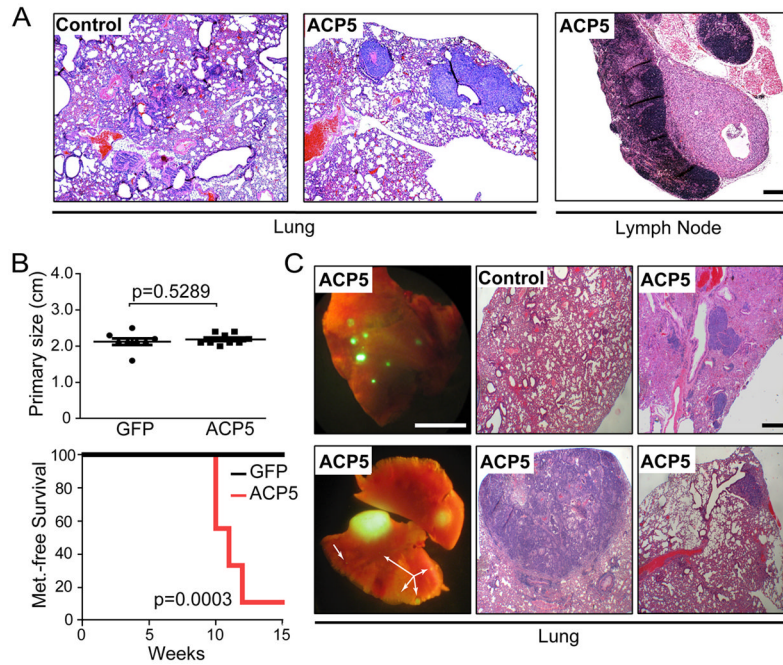 A
Control
ACP5
ACP5
Lung
Lymph Node
B
Primary size (cm)
4.0
3.0
2.0
1.0
0
p=0.5289
GFP
ACP5
Met.-free Survival
100
80
60
40
20
0
GFP
ACP5
p=0.0003
0
5
10
15
Weeks
C
ACP5
Control
ACP5
ACP5
ACP5
ACP5
Lung